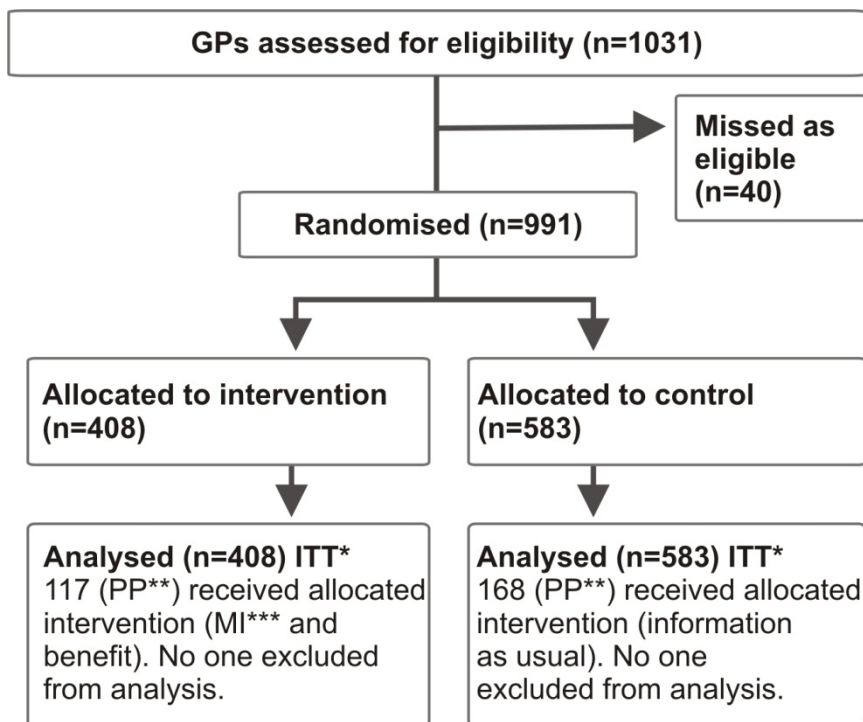 GPs assessed for eligibility (n=1031)
Missed as
eligible
(n=40)
Randomised (n=991)
Allocated to intervention
(n=408)
Allocated to control
(n=583)
Analysed (n=408) ITT*
117 (PP**) received allocated
intervention (MI*** and
benefit). No one excluded
from analysis.
Analysed (n=583) ITT*
168 (PP**) received allocated
intervention (information
as usual). No one
excluded from analysis.